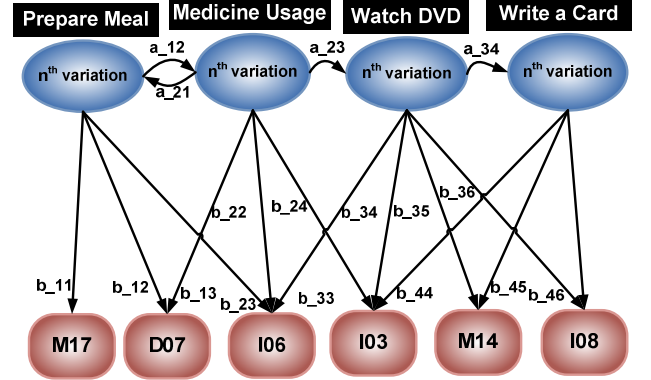 Prepare Meal
Medicine Usage
Watch DVD
Write a Card
nth variation
a_12
a_21
nth variation
a_23
nth variation
a_34
nth variation
b_22
b_24
b_34
b_35
b_36
b_11
b_12
b_13
b_23
b_33
b_44
b_45
b_46
M17
D07
I06
I03
M14
I08